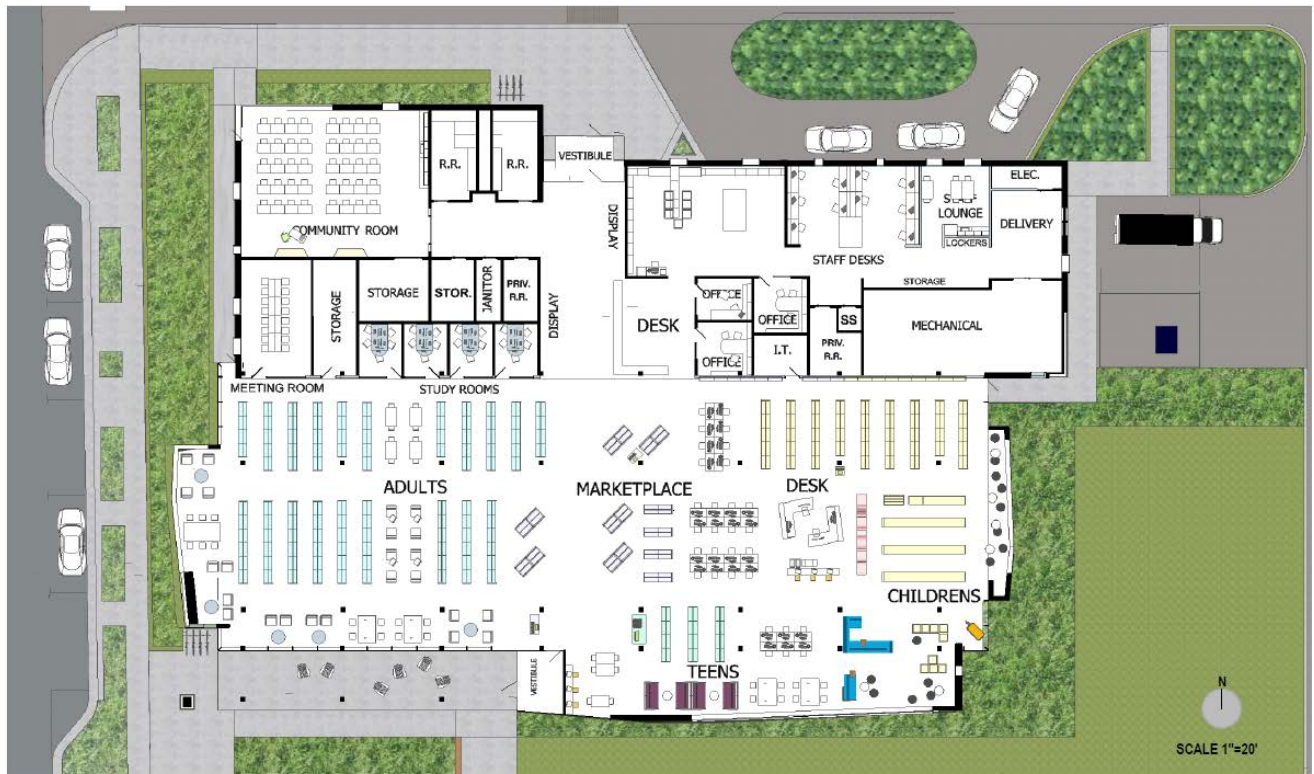 R.R.
R.R.
VESTIBULE
ELEC.
DISPLAY
LOUNGE
DELIVERY
COMMUNITY ROOM
LOCKERS
STAFF DESKS
STORAGE
STORAGE
STORAGE
STOR.
JANITOR
PRIV.
R.R.
DISPLAY
DESK
OFFICE
OFFICE
OFFICE
SS
PRIV.
R.R.
I.T.
MECHANICAL
MEETING ROOM
STUDY ROOMS
ADULTS
MARKETPLACE
DESK
CHILDRENS
VESTIBULE
TEENS
N
SCALE 1"=20'